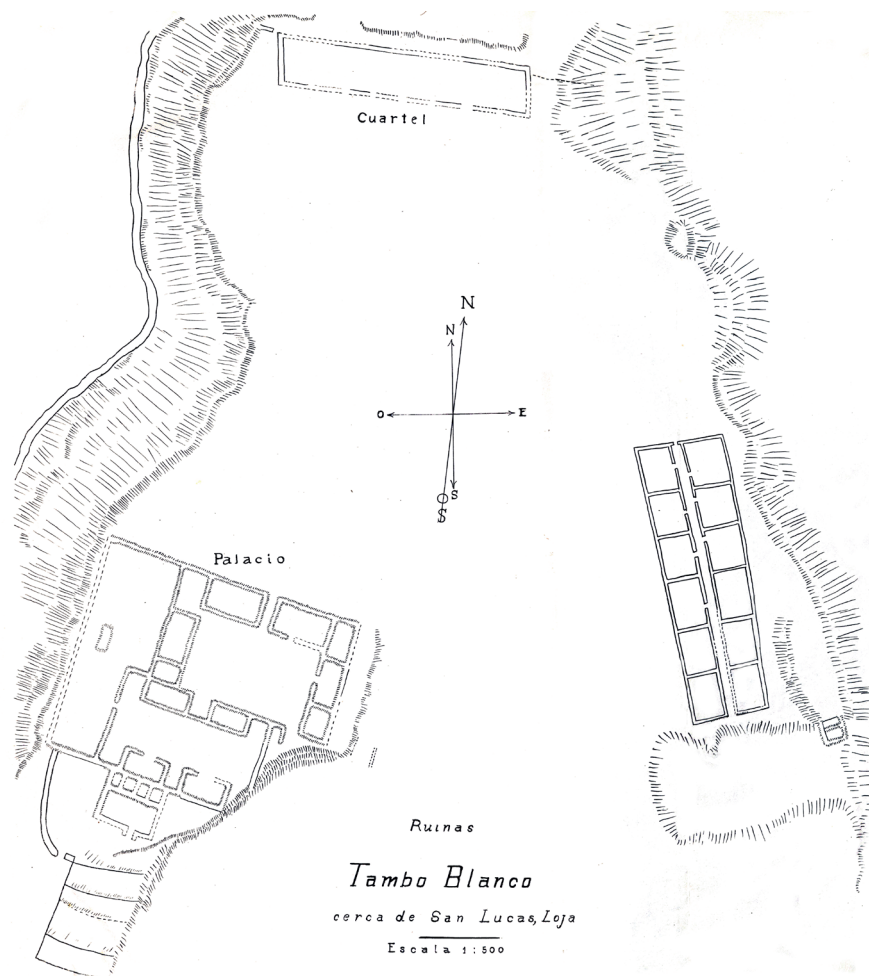 Cuartel
N
N
O
E
S
S
Palacio
Ruinas
Tambo Blanco
cerca de San Lucas, Loja
Escala 1:500